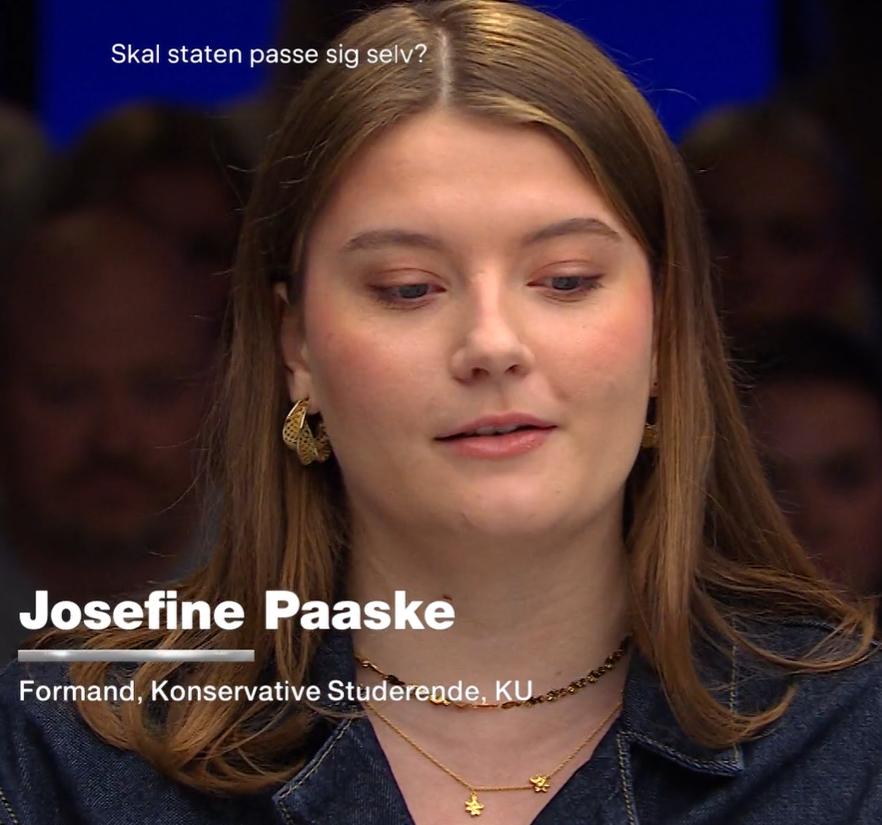 Skal staten passe sig selv?
Josefine Paaske
Formand, Konservative Studerende, KU